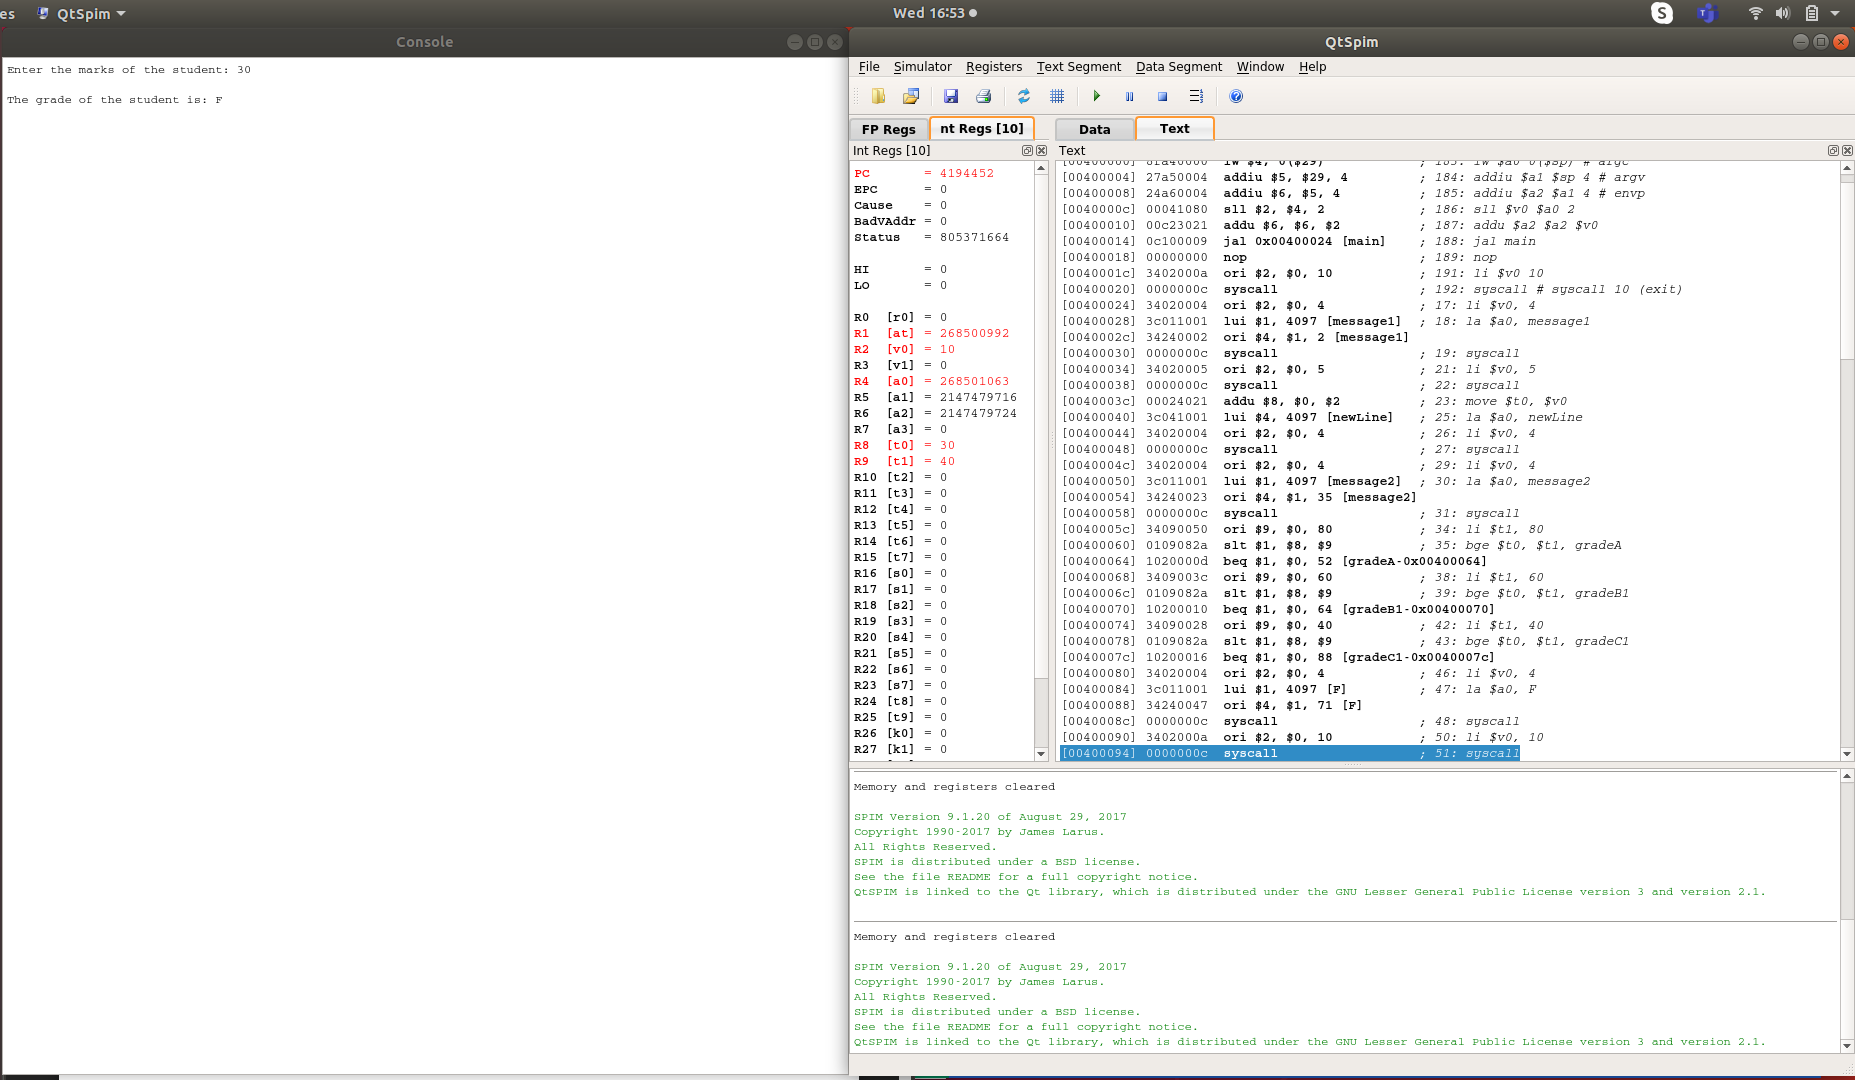 es QtSpim Wed 16:53
Console
Enter the marks of the student: 30
The grade of the student is: F
QtSpim
File Simulator Registers Text Segment Data Segment Window Help
FP Regs nt Regs [10] Data Text
Int Regs [10]
PC = 4194452
EPC = 0
Cause = 0
BadVAddr = 0
Status = 805371664
HI = 0
LO = 0
R0 [r0] = 0
R1 [at] = 268500992
R2 [v0] = 10
R3 [v1] = 0
R4 [a0] = 268501063
R5 [a1] = 2147479716
R6 [a2] = 2147479724
R7 [a3] = 0
R8 [t0] = 30
R9 [t1] = 40
R10 [t2] = 0
R11 [t3] = 0
R12 [t4] = 0
R13 [t5] = 0
R14 [t6] = 0
R15 [t7] = 0
R16 [s0] = 0
R17 [s1] = 0
R18 [s2] = 0
R19 [s3] = 0
R20 [s4] = 0
R21 [s5] = 0
R22 [s6] = 0
R23 [s7] = 0
R24 [t8] = 0
R25 [t9] = 0
R26 [k0] = 0
R27 [k1] = 0
Text
[00400000] 8fa40000 lw $4, 0($29) ; 183: lw $a0 0($sp) # argc
[00400004] 27a50004 addiu $5, $29, 4 ; 184: addiu $a1 $sp 4 # argv
[00400008] 24a60004 addiu $6, $5, 4 ; 185: addiu $a2 $a1 4 # envp
[0040000c] 00041080 sll $2, $4, 2 ; 186: sll $v0 $a0 2
[00400010] 00c23021 addu $6, $6, $2 ; 187: addu $a2 $a2 $v0
[00400014] 0c100009 jal 0x00400024 [main] ; 188: jal main
[00400018] 00000000 nop ; 189: nop
[0040001c] 3402000a ori $2, $0, 10 ; 191: li $v0 10
[00400020] 0000000c syscall ; 192: syscall # syscall 10 (exit)
[00400024] 34020004 ori $2, $0, 4 ; 17: li $v0, 4
[00400028] 3c011001 lui $1, 4097 [message1] ; 18: la $a0, message1
[0040002c] 34240002 ori $4, $1, 2 [message1]
[00400030] 0000000c syscall ; 19: syscall
[00400034] 34020005 ori $2, $0, 5 ; 21: li $v0, 5
[00400038] 0000000c syscall ; 22: syscall
[0040003c] 00024021 addu $8, $0, $2 ; 23: move $t0, $v0
[00400040] 3c041001 lui $4, 4097 [newLine] ; 25: la $a0, newLine
[00400044] 34020004 ori $2, $0, 4 ; 26: li $v0, 4
[00400048] 0000000c syscall ; 27: syscall
[0040004c] 34020004 ori $2, $0, 4 ; 29: li $v0, 4
[00400050] 3c011001 lui $1, 4097 [message2] ; 30: la $a0, message2
[00400054] 34240023 ori $4, $1, 35 [message2]
[00400058] 0000000c syscall ; 31: syscall
[0040005c] 34090050 ori $9, $0, 80 ; 34: li $t1, 80
[00400060] 0109082a slt $1, $8, $9 ; 35: bge $t0, $t1, gradeA
[00400064] 1020000d beq $1, $0, 52 [gradeA-0x00400064]
[00400068] 3409003c ori $9, $0, 60 ; 38: li $t1, 60
[0040006c] 0109082a slt $1, $8, $9 ; 39: bge $t0, $t1, gradeB1
[00400070] 10200010 beq $1, $0, 64 [gradeB1-0x00400070]
[00400074] 34090028 ori $9, $0, 40 ; 42: li $t1, 40
[00400078] 0109082a slt $1, $8, $9 ; 43: bge $t0, $t1, gradeC1
[0040007c] 10200016 beq $1, $0, 88 [gradeC1-0x0040007c]
[00400080] 34020004 ori $2, $0, 4 ; 46: li $v0, 4
[00400084] 3c011001 lui $1, 4097 [F] ; 47: la $a0, F
[00400088] 34240047 ori $4, $1, 71 [F]
[0040008c] 0000000c syscall ; 48: syscall
[00400090] 3402000a ori $2, $0, 10 ; 50: li $v0, 10
[00400094] 0000000c syscall ; 51: syscall
Memory and registers cleared
SPIM Version 9.1.20 of August 29, 2017
Copyright 1990-2017 by James Larus.
All Rights Reserved.
SPIM is distributed under a BSD license.
See the file README for a full copyright notice.
QtSPIM is linked to the Qt library, which is distributed under the GNU Lesser General Public License version 3 and version 2.1.
Memory and registers cleared
SPIM Version 9.1.20 of August 29, 2017
Copyright 1990-2017 by James Larus.
All Rights Reserved.
SPIM is distributed under a BSD license.
See the file README for a full copyright notice.
QtSPIM is linked to the Qt library, which is distributed under the GNU Lesser General Public License version 3 and version 2.1.